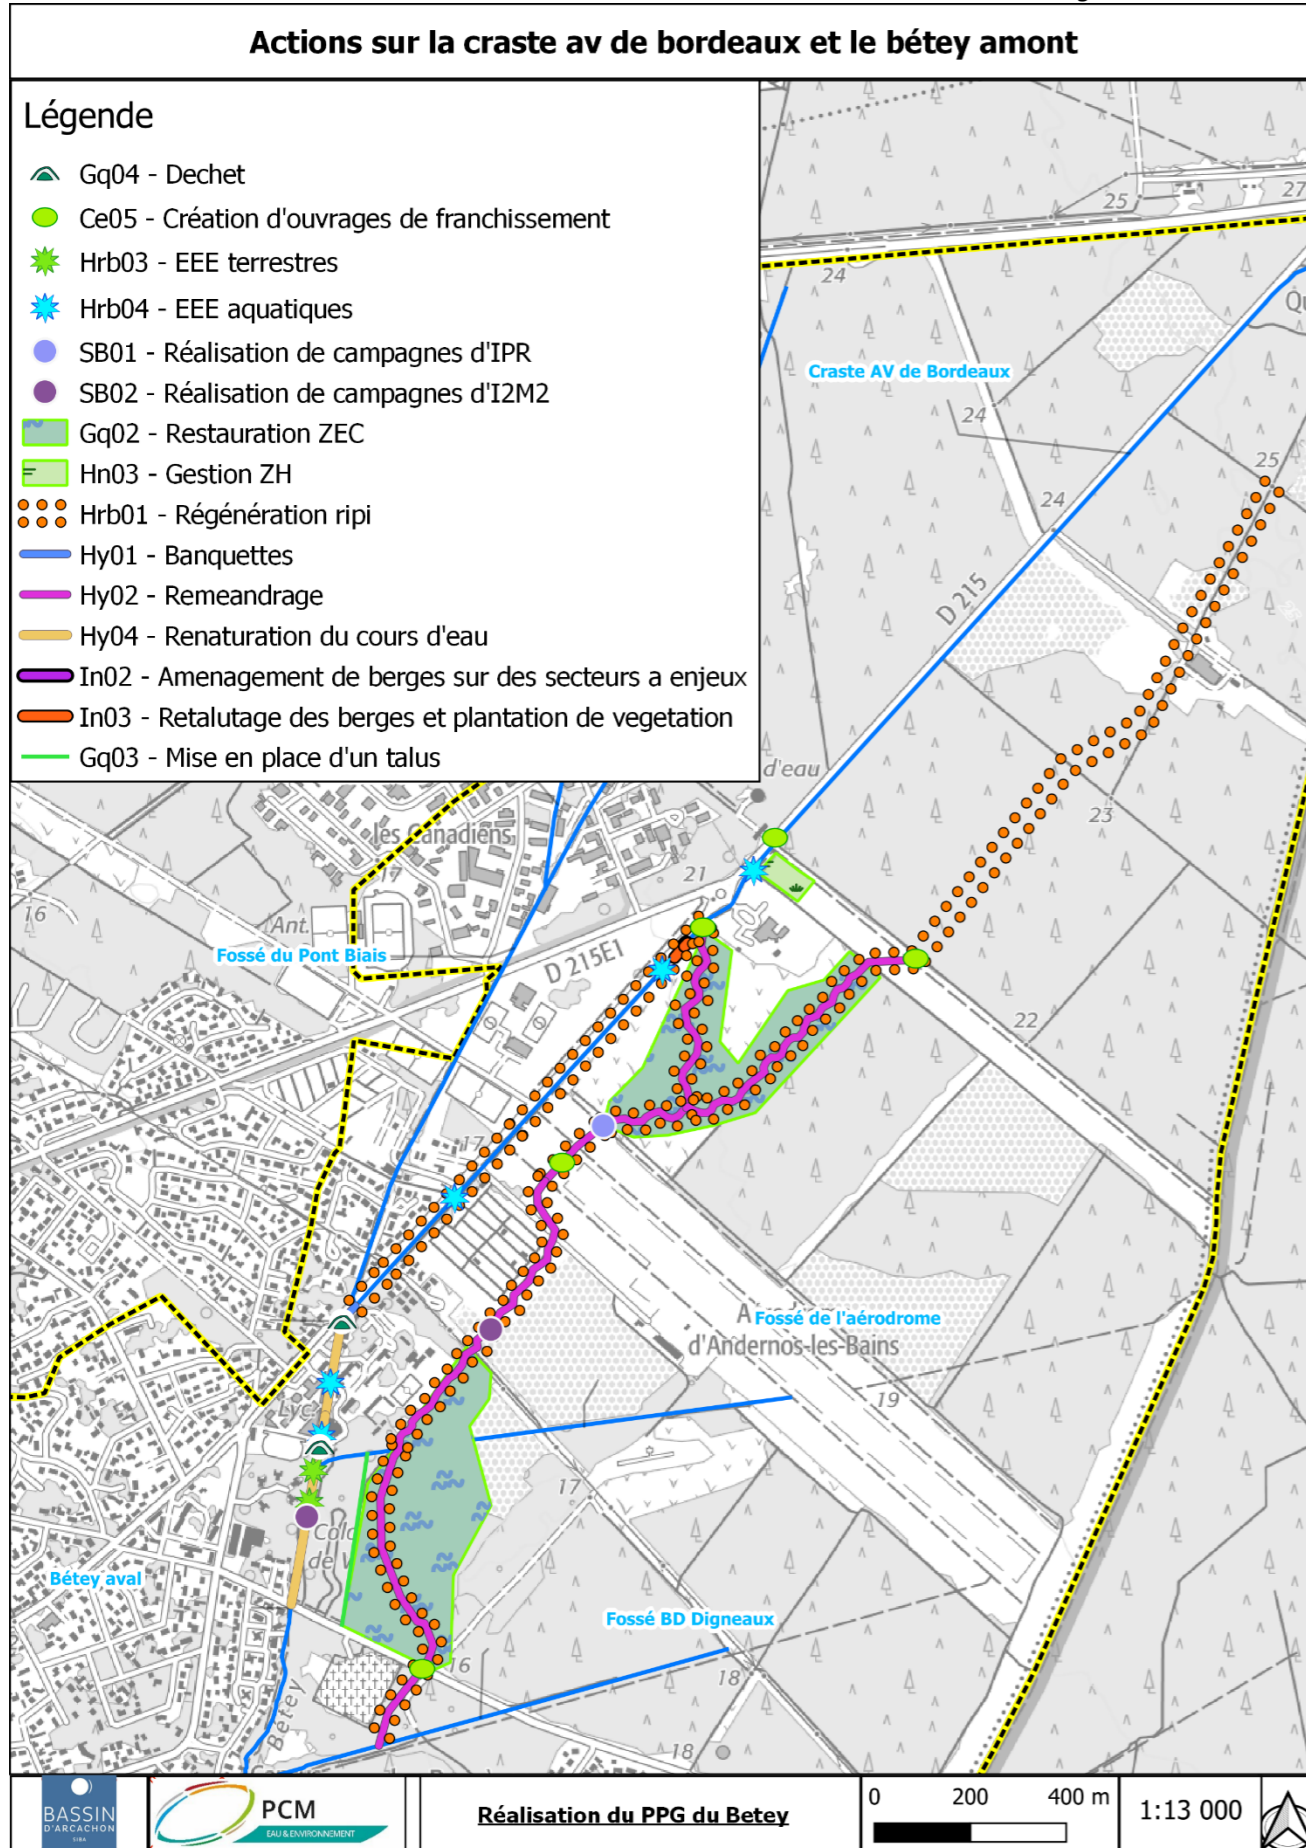 Actions sur la craste av de bordeaux et le bétey amont
Légende
Gq04 - Dechet
Ce05 - Création d'ouvrages de franchissement
Hrb03 - EEE terrestres
Hrb04 - EEE aquatiques
SB01 - Réalisation de campagnes d'IPR
SB02 - Réalisation de campagnes d'I2M2
Gq02 - Restauration ZEC
Hn03 - Gestion ZH
Hrb01 - Régénération ripi
Hy01 - Banquettes
Hy02 - Remeandrage
Hy04 - Renaturation du cours d'eau
In02 - Amenagement de berges sur des secteurs a enjeux
In03 - Retalutage des berges et plantation de vegetation
Gq03 - Mise en place d'un talus
25
27
24
Craste AV de Bordeaux
24
25
24
D 215
d'eau
23
les Canadiens
17
21
16
Ant.
Fossé du Pont Biais
D 215E1
22
17
Fossé de l'aérodrome
d'Andernos-les-Bains
19
Lyc.
17
Bétey aval
Fossé BD Digneaux
16
18
Bétey
18
BASSIN
D'ARCACHON
SIBA
PCM
EAU & ENVIRONNEMENT
Réalisation du PPG du Betey
0 200 400 m
1:13 000